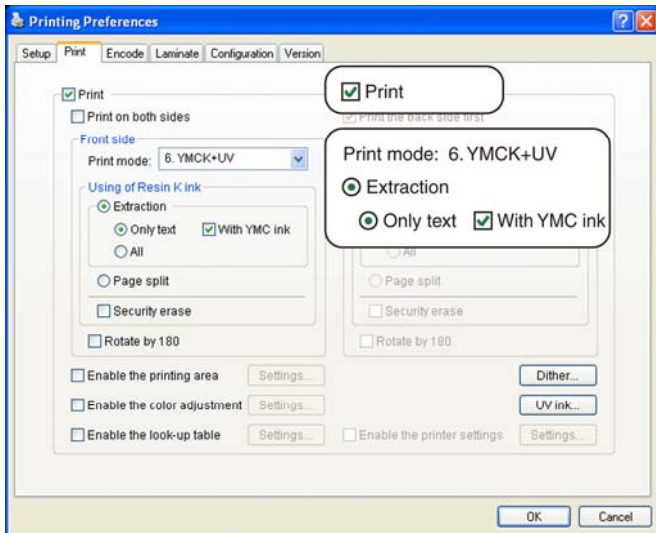 Printing Preferences
Setup Print Encode Laminate Configuration Version
Print
Print
Print on both sides
Print the back side first
Front side
Print mode: 6. YMCK+UV
Print mode: 6. YMCK+UV
Using of Resin K ink
Extraction
Extraction
Only text With YMC ink
Only text With YMC ink
All
All
Page split
Page split
Security erase
Security erase
Rotate by 180
Rotate by 180
Enable the printing area Settings...
Dither...
Enable the color adjustment Settings...
UV ink...
Enable the look-up table Settings...
Enable the printer settings Settings...
OK Cancel